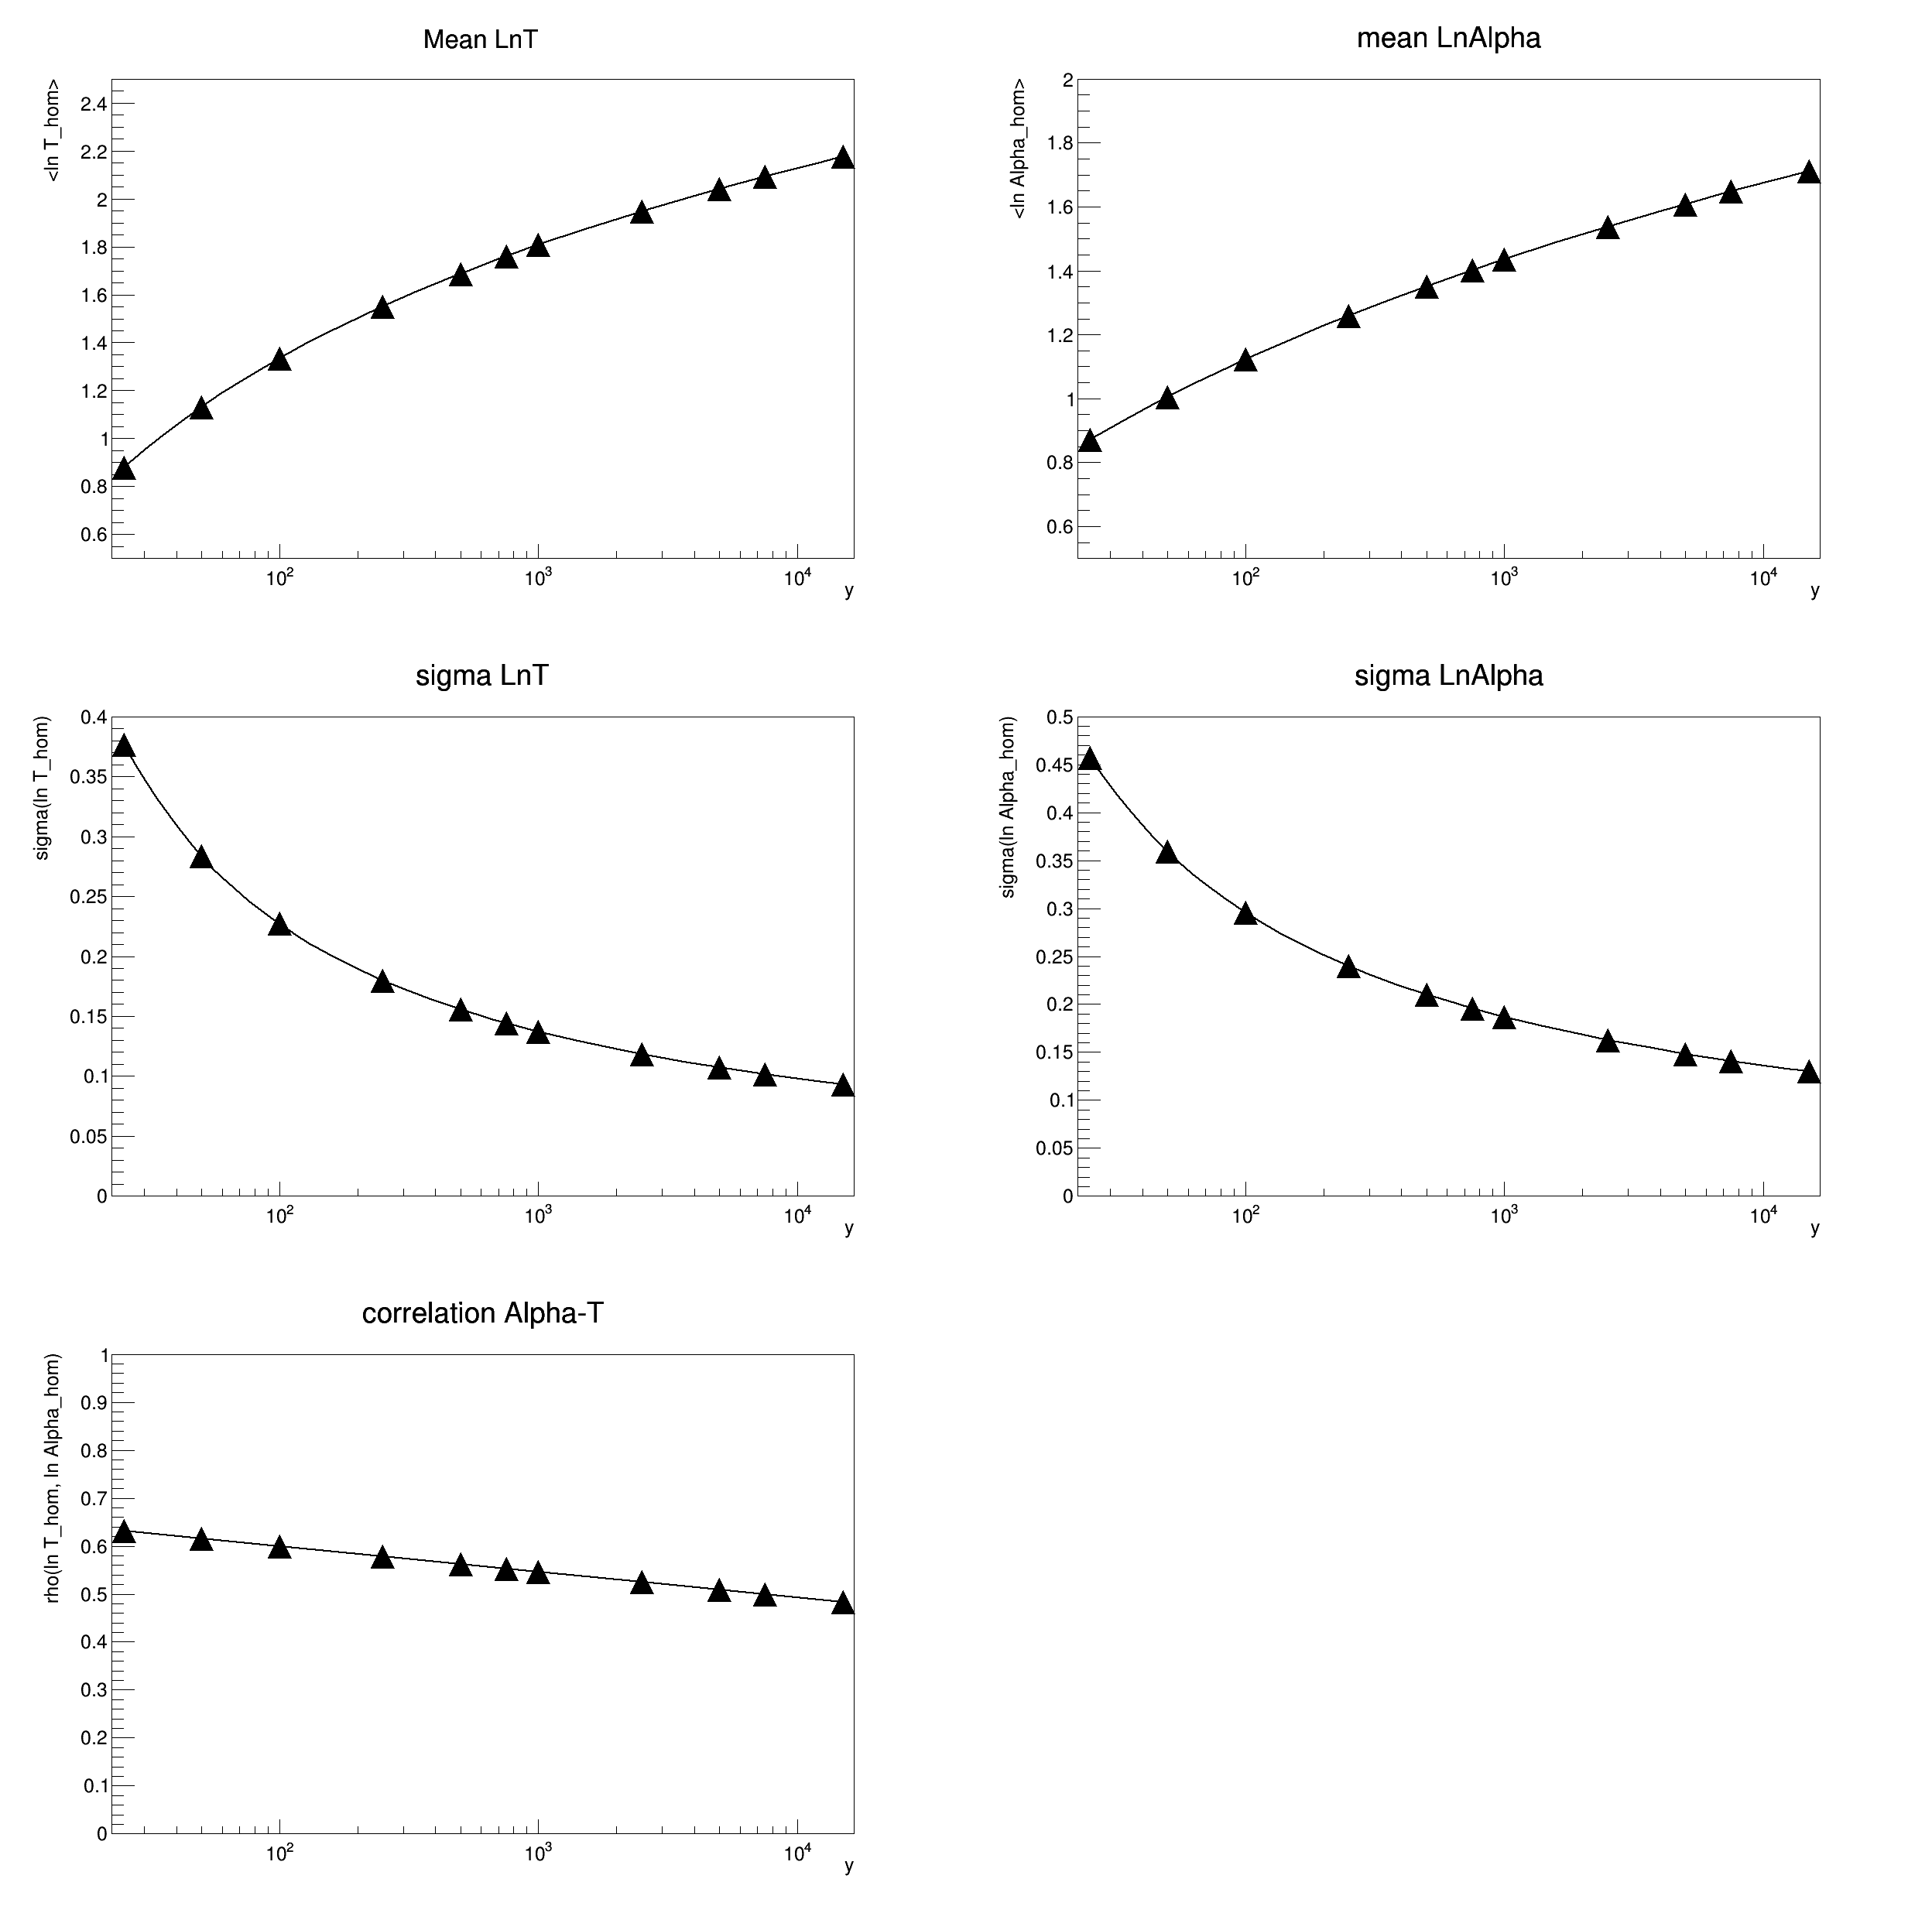 Mean LnT
<ln T_hom>
2.4
2.2
2
1.8
1.6
1.4
1.2
1
0.8
0.6
10² 10³ 10⁴
y
mean LnAlpha
<ln Alpha_hom>
2
1.8
1.6
1.4
1.2
1
0.8
0.6
10² 10³ 10⁴
y
sigma LnT
sigma(ln T_hom)
0.4
0.35
0.3
0.25
0.2
0.15
0.1
0.05
0
10² 10³ 10⁴
y
sigma LnAlpha
sigma(ln Alpha_hom)
0.5
0.45
0.4
0.35
0.3
0.25
0.2
0.15
0.1
0.05
0
10² 10³ 10⁴
y
correlation Alpha-T
rho(ln T_hom, ln Alpha_hom)
1
0.9
0.8
0.7
0.6
0.5
0.4
0.3
0.2
0.1
0
10² 10³ 10⁴
y